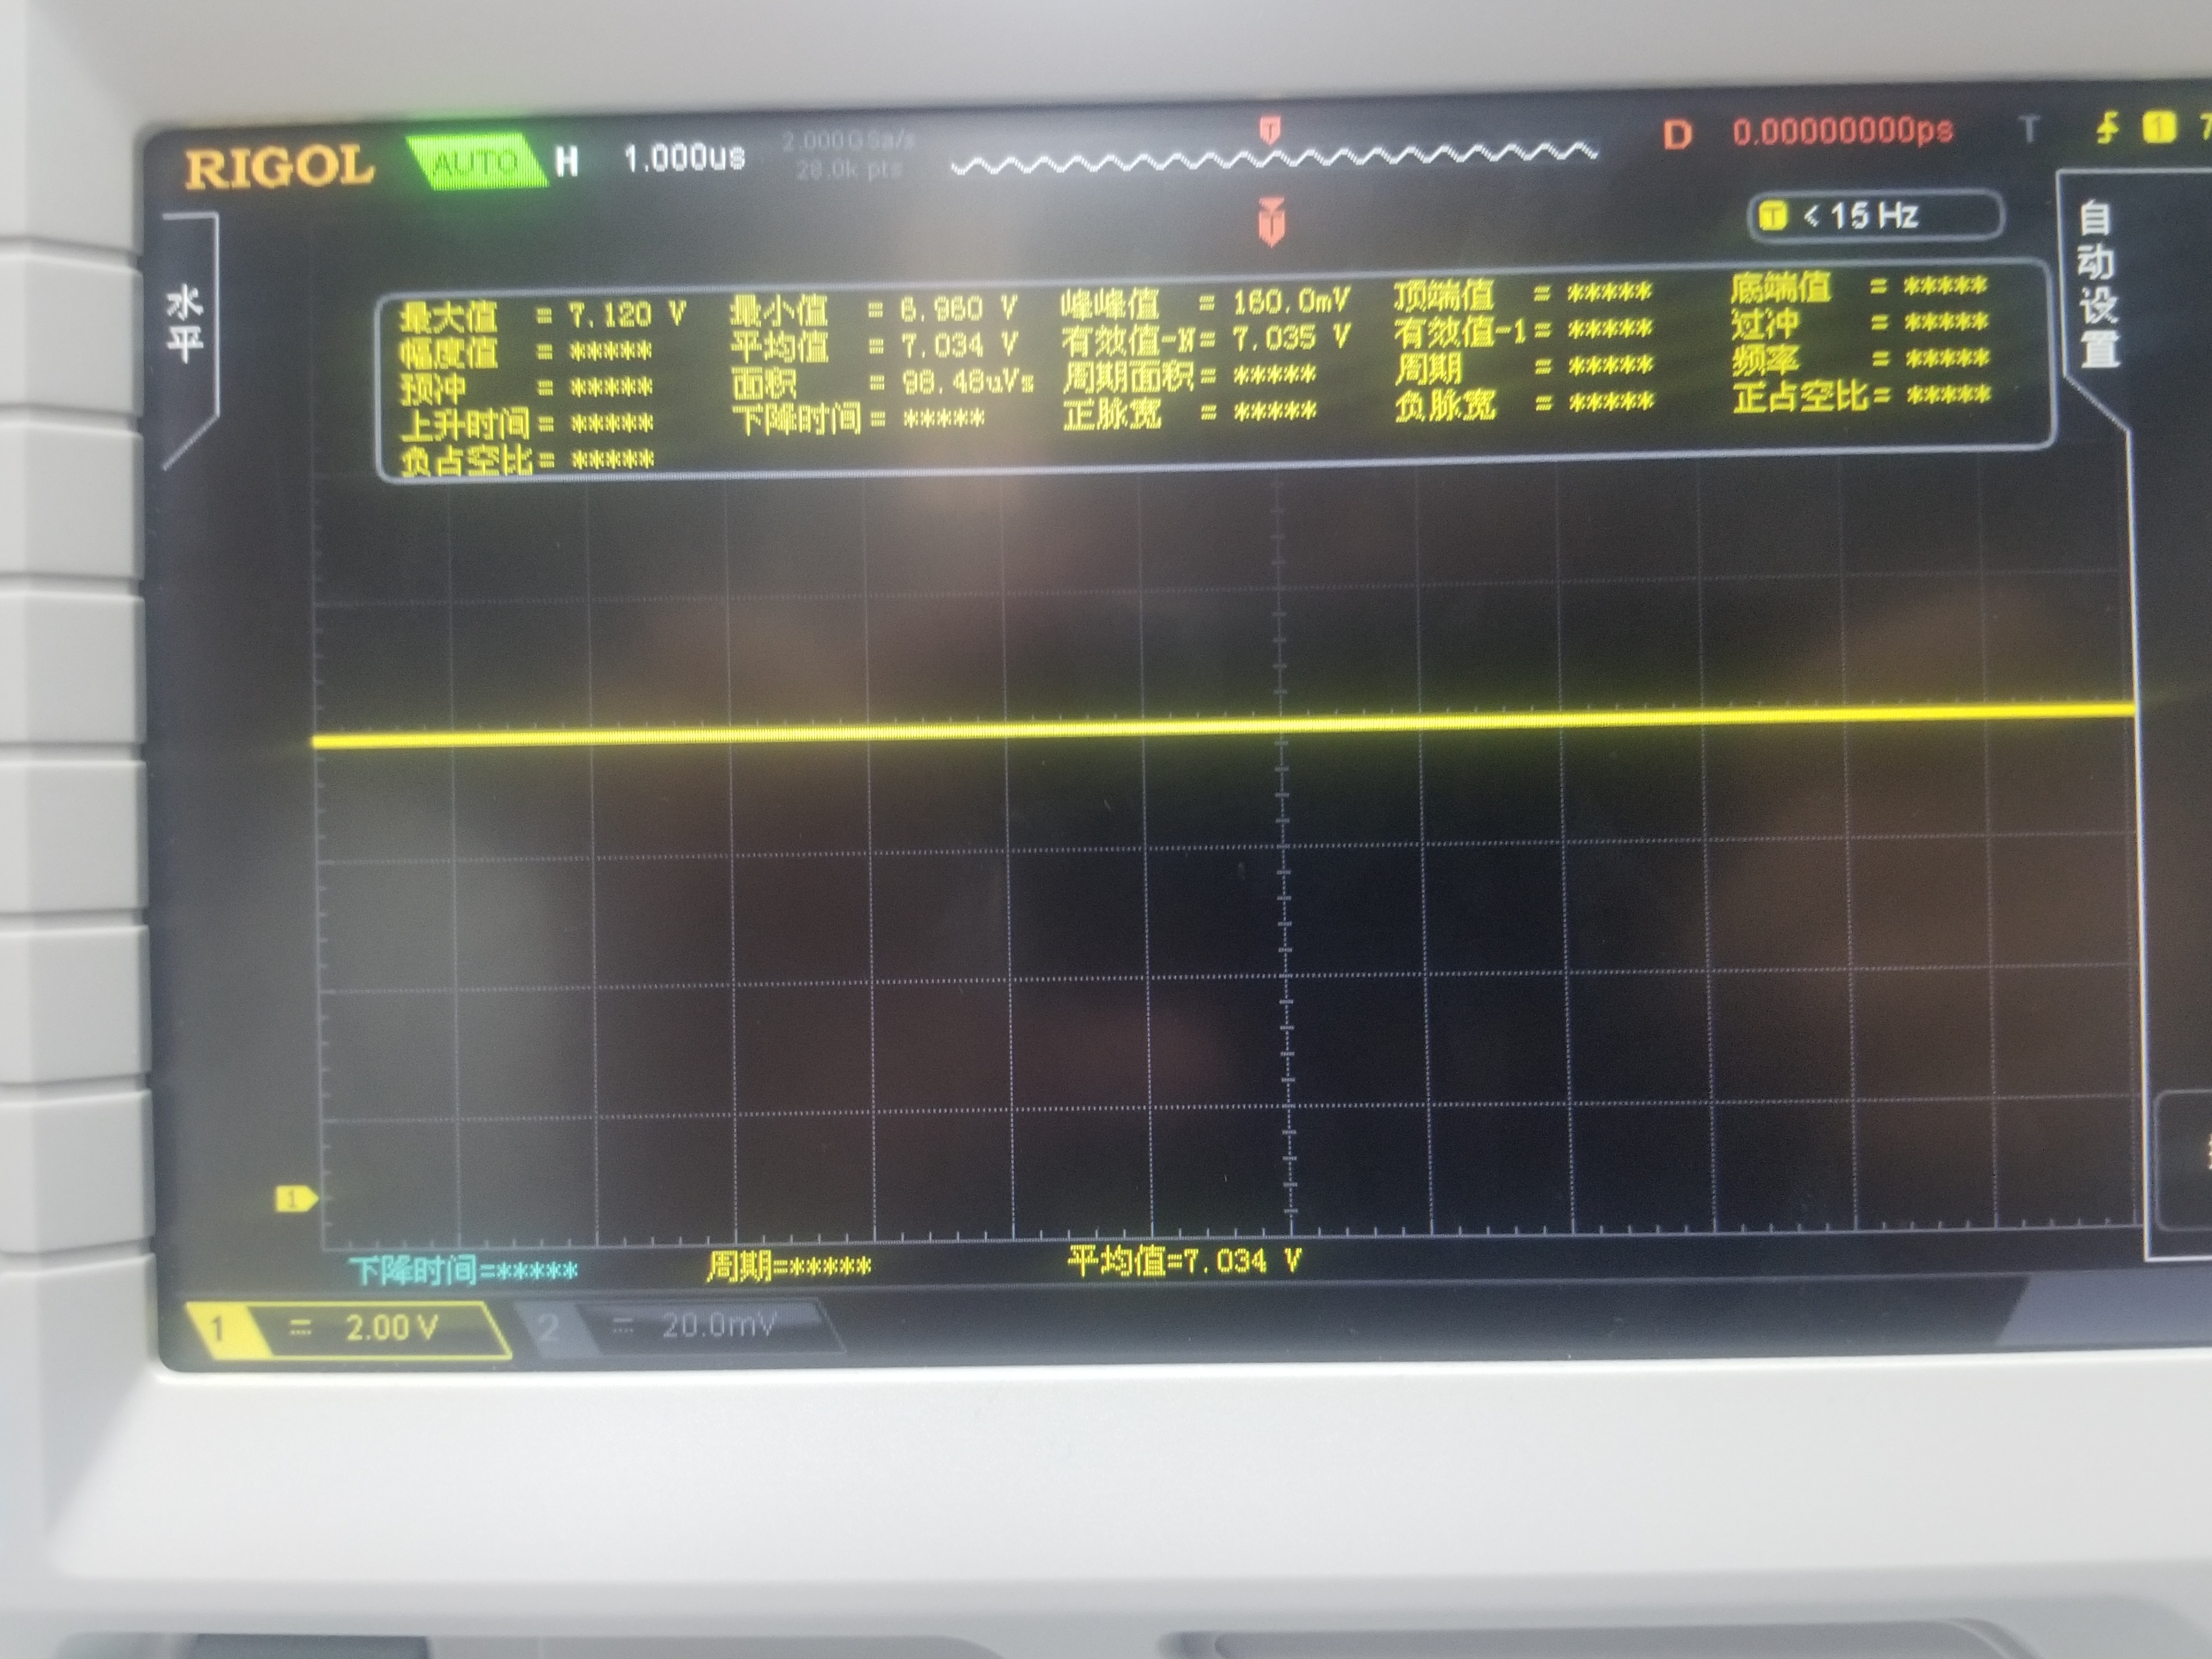 RIGOL AUTO H 1.000us 2.000GSa/s D 0.00000000ps T 1 7
28.0k pts
T
T < 15 Hz
水平
自动设置
最大值 = 7.120 V 最小值 = 6.960 V 峰峰值 = 160.0mV 顶端值 = ***** 底端值 = *****
幅度值 = ***** 平均值 = 7.034 V 有效值-N= 7.035 V 有效值-1= ***** 过冲 = *****
预冲 = ***** 面积 = 98.48uVs 周期面积= ***** 周期 = ***** 频率 = *****
上升时间= ***** 下降时间= ***** 正脉宽 = ***** 负脉宽 = ***** 正占空比= *****
负占空比= *****
1
下降时间=***** 周期=***** 平均值=7.034 V
1 = 2.00 V 2 = 20.0mV